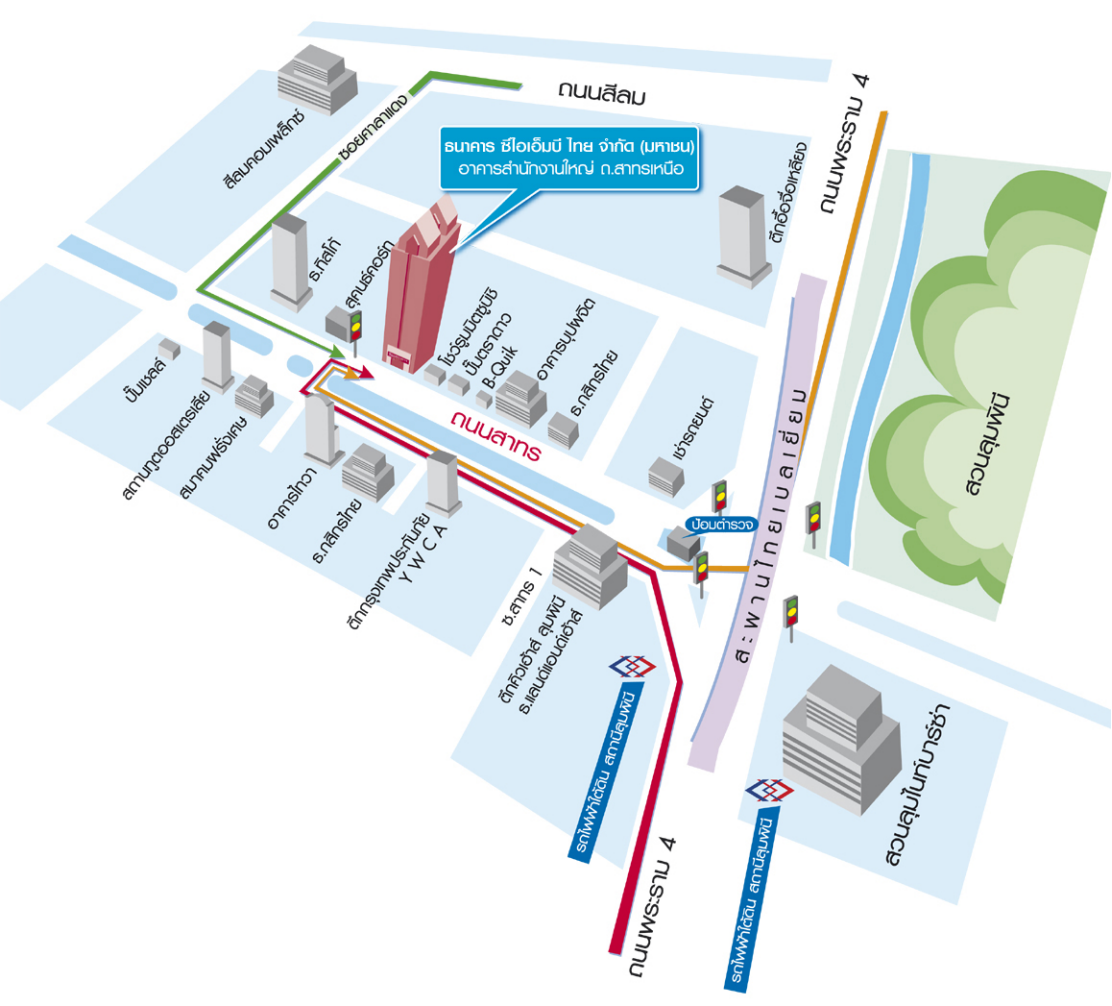 ถนนสีลม
ถนนพระราม 4
ซอยศาลาแดง
สีลมคอมเพล็กซ์
ธนาคาร ซีไอเอ็มบี ไทย จำกัด (มหาชน)
อาคารสำนักงานใหญ่ ถ.สาทรเหนือ
ตึกอื้อจื่อเหลียง
ธ.ทิสโก้
สุคนธ์คอร์ท
โชว์รูมมิตซูบิชิ
ปั๊มตราดาว
B-Quik
อาคารบุปผจิต
ธ.กสิกรไทย
ถนนสาทร
เช่ารถยนต์
ป้อมตำรวจ
สะพานไทยเบลเยี่ยม
สวนลุมพินี
ปั๊มเชลล์
สถานทูตออสเตรเลีย
สมาคมฝรั่งเศษ
อาคารไทวา
ธ.กสิกรไทย
ตึกกรุงเทพประกันภัย
Y W C A
ซ.สาทร 1
ตึกคิวเฮ้าส์ ลุมพินี
ธ.แลนด์แอนด์เฮ้าส์
รถไฟฟ้าใต้ดิน สถานีลุมพินี
รถไฟฟ้าใต้ดิน สถานีลุมพินี
สวนลุมไนท์บาร์ซ่า
ถนนพระราม 4